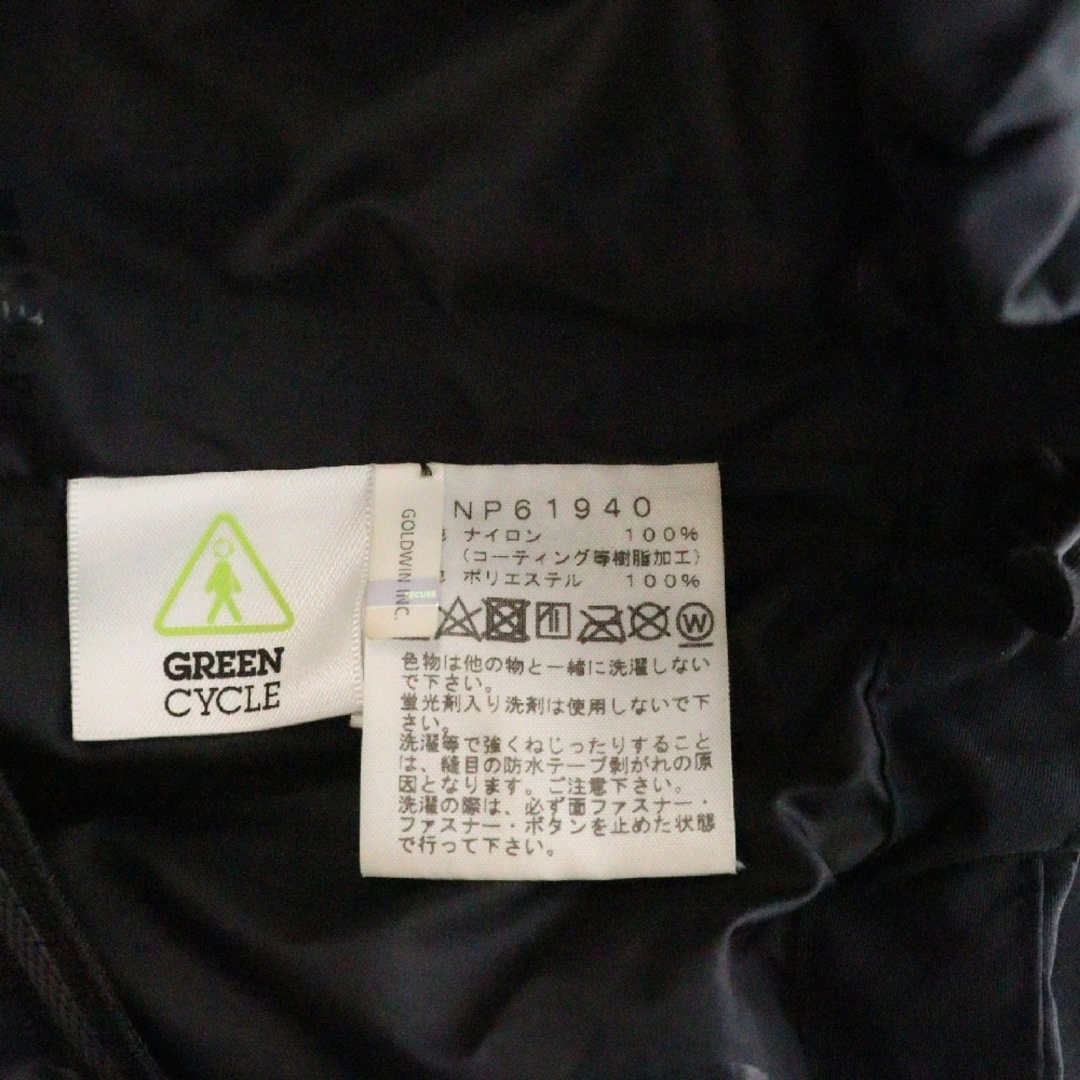 GREEN
CYCLE
GOLDWIN INC.
SECURE
NP61940
ナイロン 100%
(コーティング等樹脂加工)
ポリエステル 100%
W
色物は他の物と一緒に洗濯しない
で下さい。
蛍光剤入り洗剤は使用しないで下
さい。
洗濯等で強くねじったりすること
は、縫目の防水テープ剥がれの原
因となります。ご注意下さい。
洗濯の際は、必ず面ファスナー・
ファスナー・ボタンを止めた状態
で行って下さい。